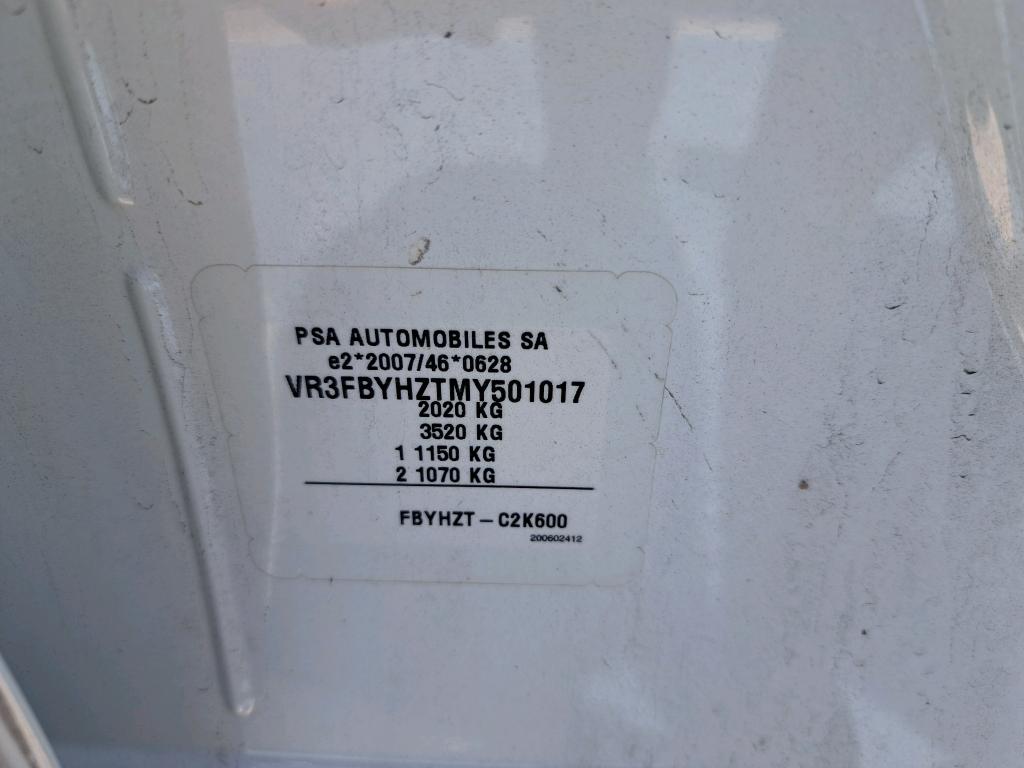 PSA AUTOMOBILES SA
e2*2007/46*0628
VR3FBYHZTMY501017
2020 KG
3520 KG
1 1150 KG
2 1070 KG
FBYHZT – C2K600
200602412